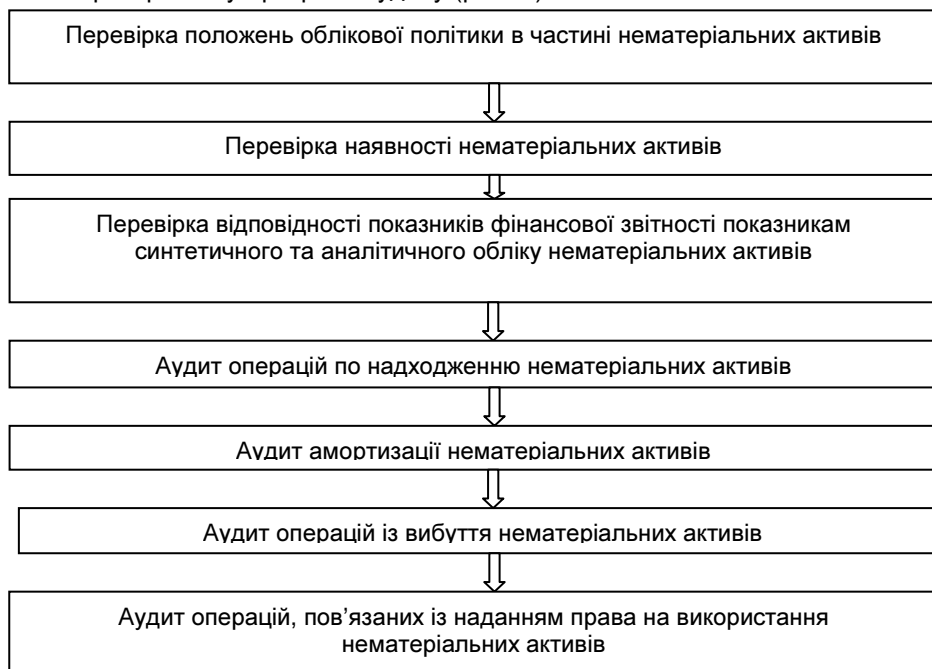 Перевірка положень облікової політики в частині нематеріальних активів
Перевірка наявності нематеріальних активів
Перевірка відповідності показників фінансової звітності показникам
синтетичного та аналітичного обліку нематеріальних активів
Аудит операцій по надходженню нематеріальних активів
Аудит амортизації нематеріальних активів
Аудит операцій із вибуття нематеріальних активів
Аудит операцій, пов’язаних із наданням права на використання
нематеріальних активів